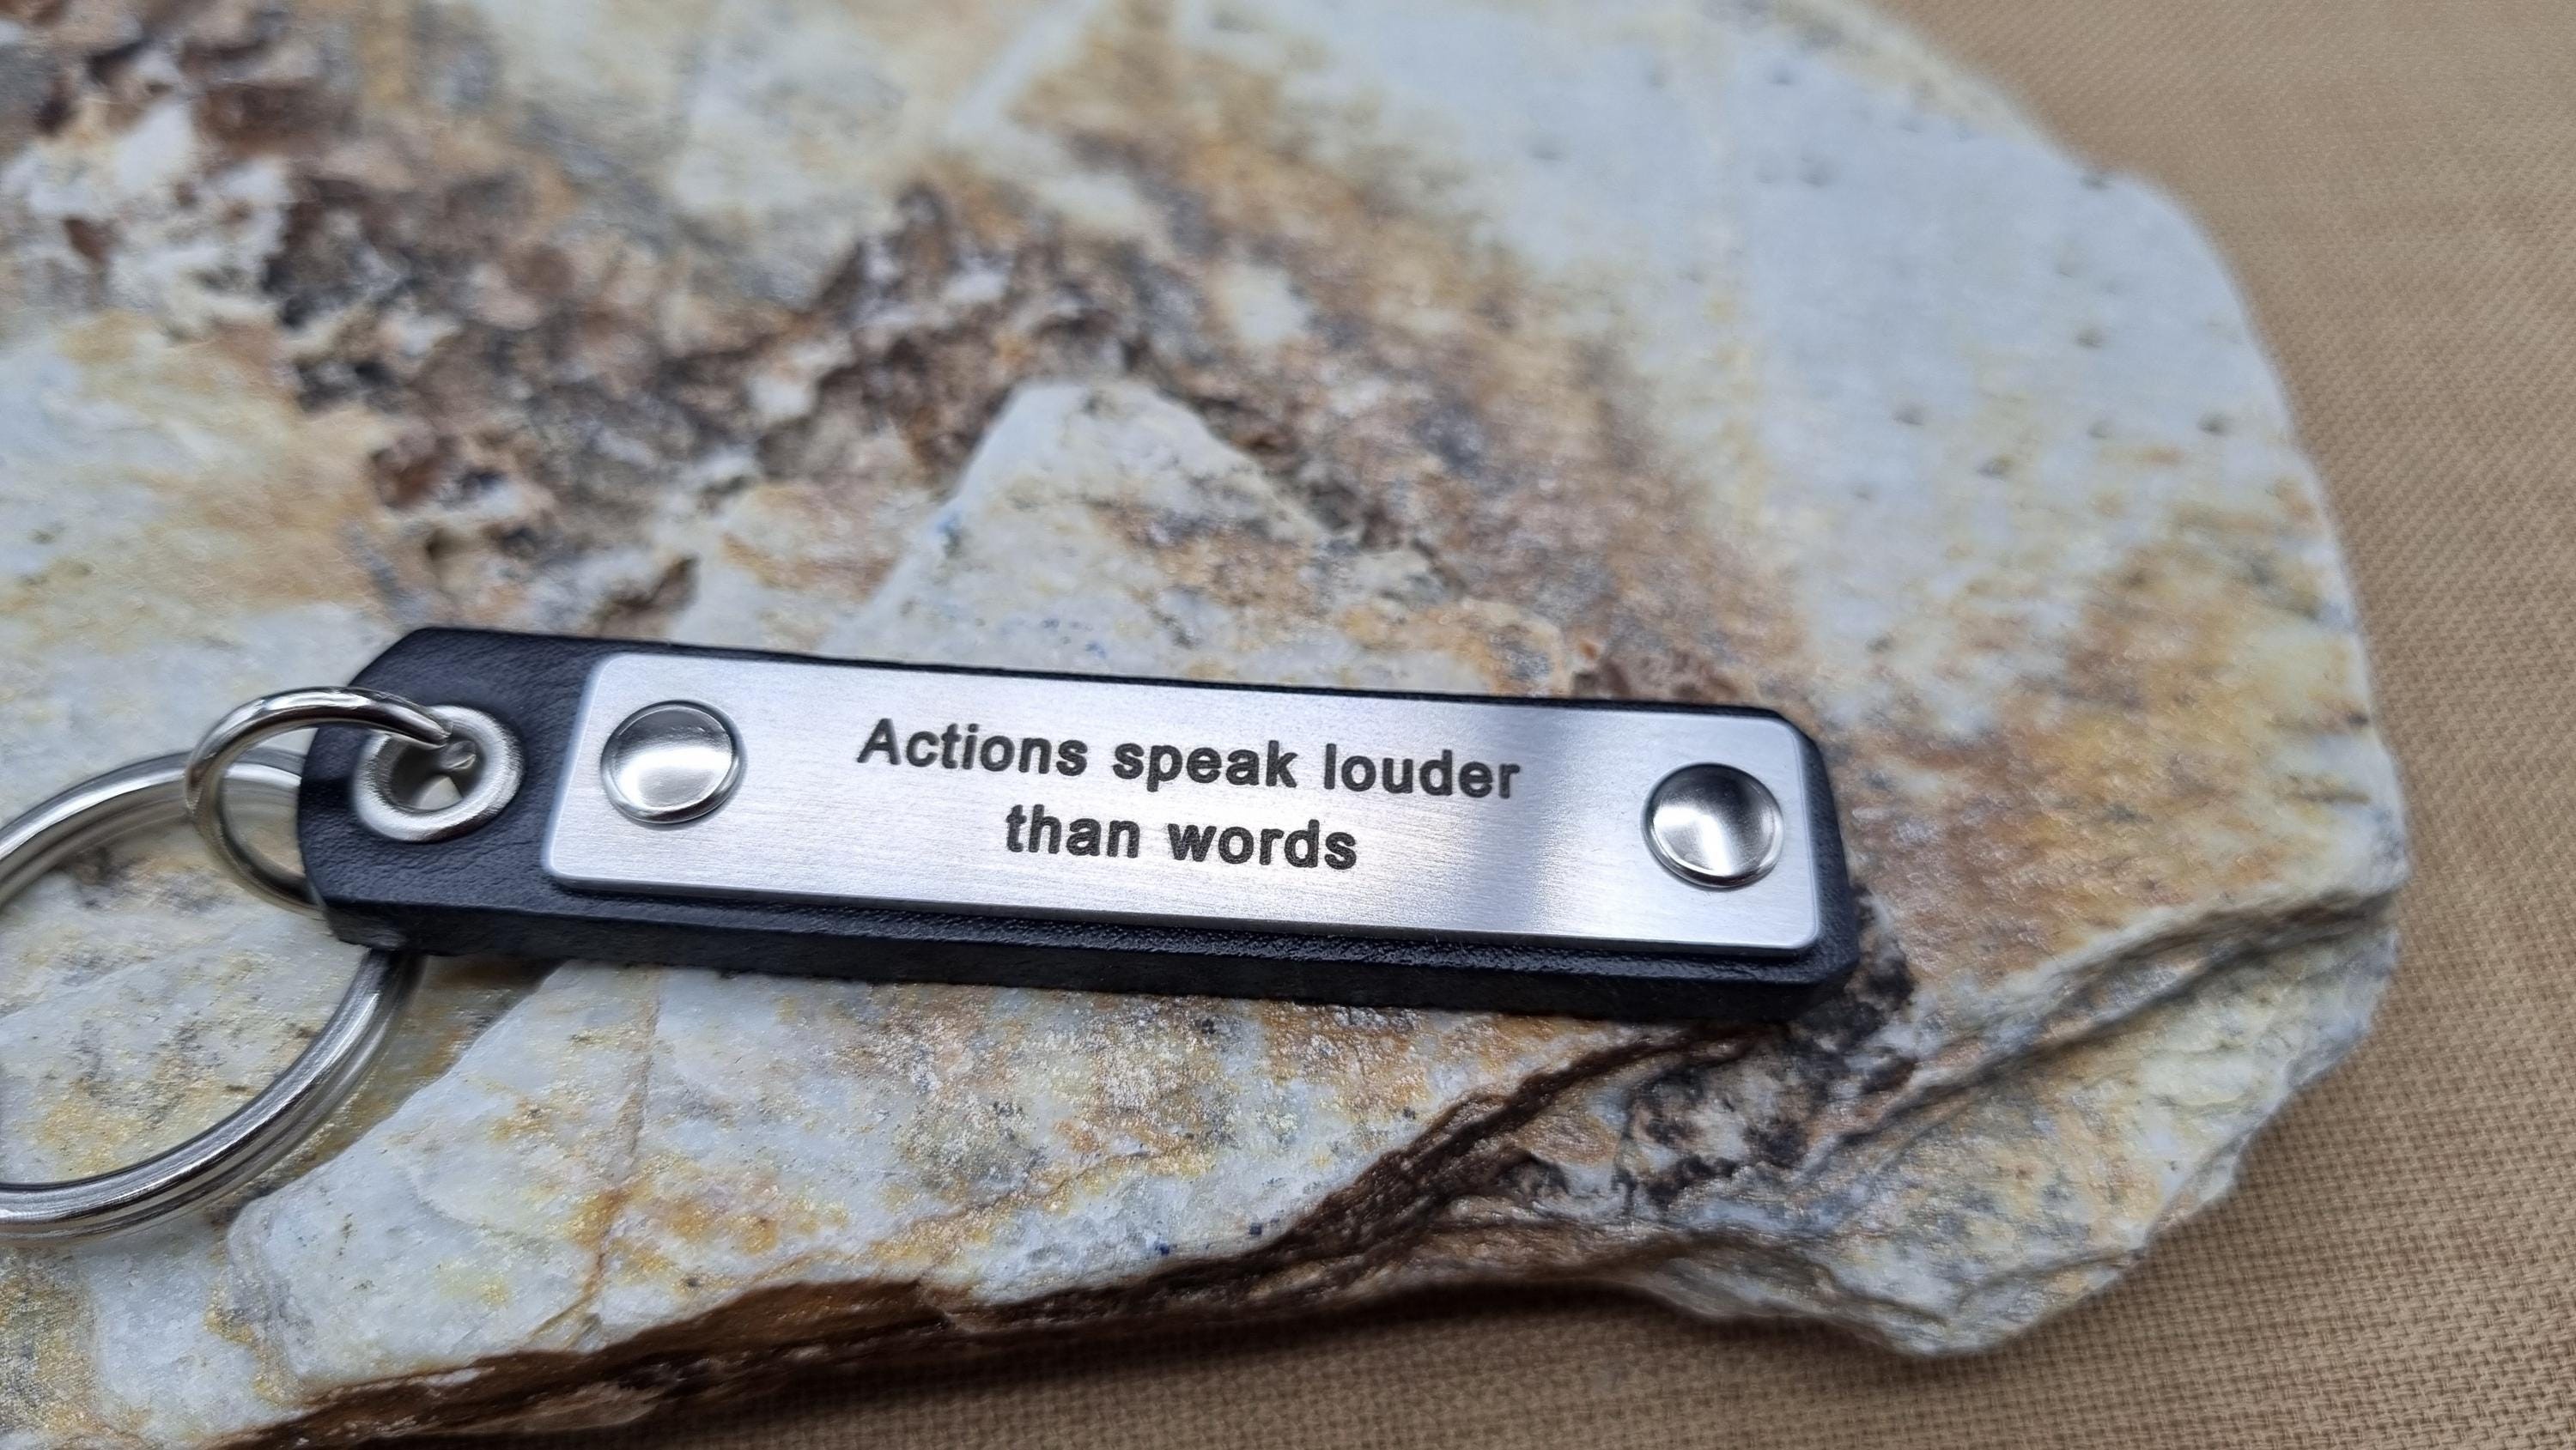 Actions speak louder
than words